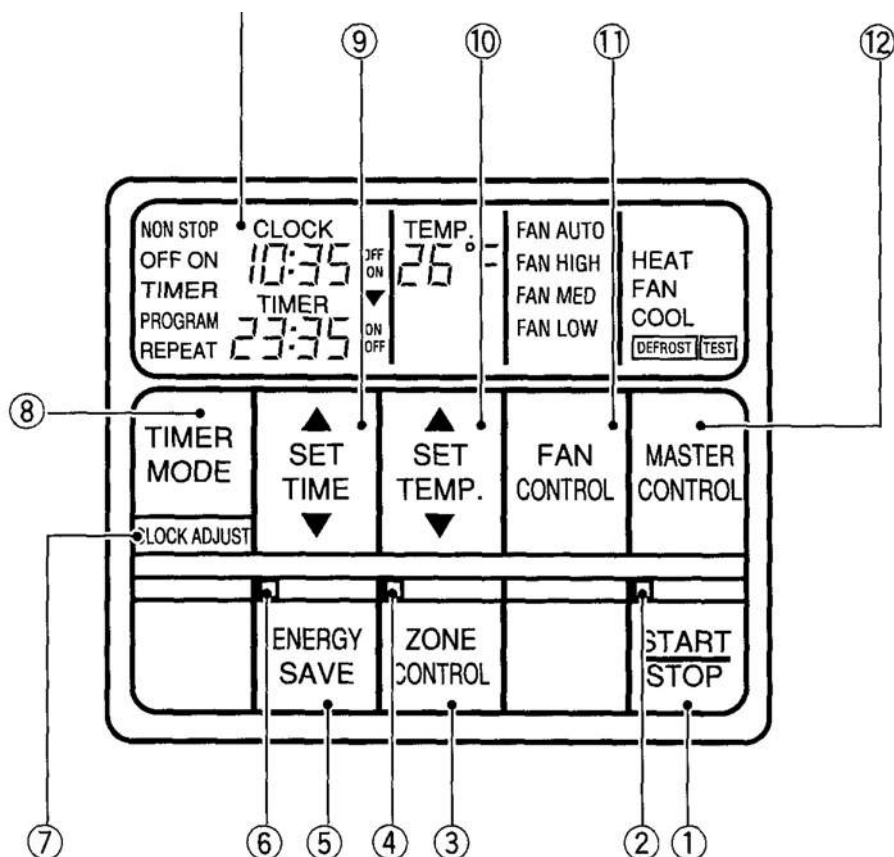 ⑨ ⑩ ⑪ ⑫
NON STOP
OFF ON
TIMER
PROGRAM
REPEAT
CLOCK
10:35
OFF
ON
▼
TIMER
23:35
ON
OFF
TEMP.
26°
FAN AUTO
FAN HIGH
FAN MED
FAN LOW
HEAT
FAN
COOL
DEFROST TEST
⑧
TIMER
MODE
CLOCK ADJUST
▲
SET
TIME
▼
▲
SET
TEMP.
▼
FAN
CONTROL
MASTER
CONTROL
ENERGY
SAVE
ZONE
CONTROL
START
STOP
⑦ ⑥ ⑤ ④ ③ ② ①